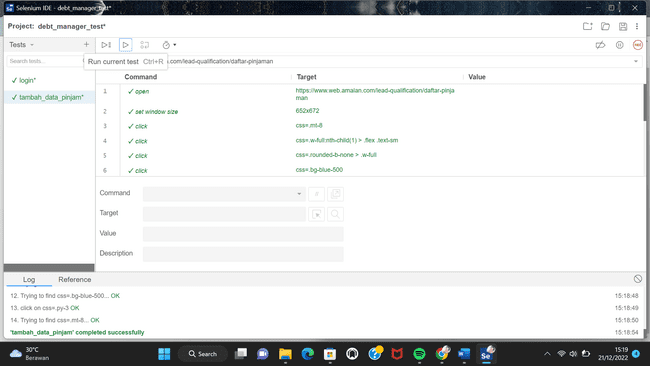 Selenium IDE - debt_manager_test*
Project: debt_manager_test*
Tests
Search tests...
Run current test Ctrl+R
.com/lead-qualification/daftar-pinjaman
✓ login*
✓ tambah_data_pinjam*
Command Target Value
1 ✓ open https://www.web.amaian.com/lead-qualification/daftar-pinja
man
2 ✓ set window size 652x672
3 ✓ click css=.mt-8
4 ✓ click css=.w-full:nth-child(1) > .flex .text-sm
5 ✓ click css=.rounded-b-none > .w-full
6 ✓ click css=.bg-blue-500
Command
Target
Value
Description
Log Reference
12. Trying to find css=.bg-blue-500... OK 15:18:48
13. click on css=.py-3 OK 15:18:49
14. Trying to find css=.mt-8... OK 15:18:50
'tambah_data_pinjam' completed successfully 15:18:54
30°C
Berawan
Search
Se
15:19
21/12/2022